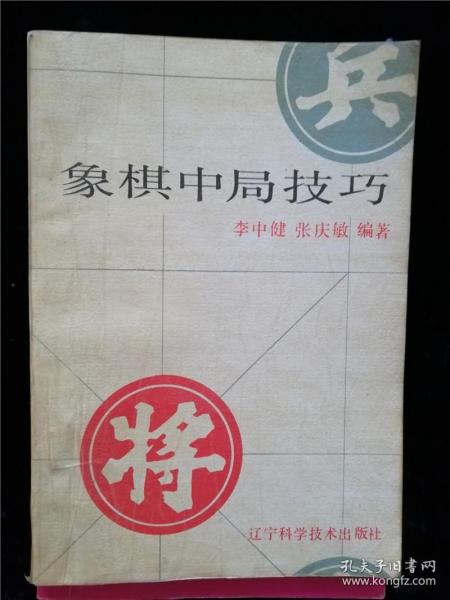 兵
象棋中局技巧
李中健 张庆敏 编著
将
辽宁科学技术出版社
孔夫子旧书网
www.kongfz.com